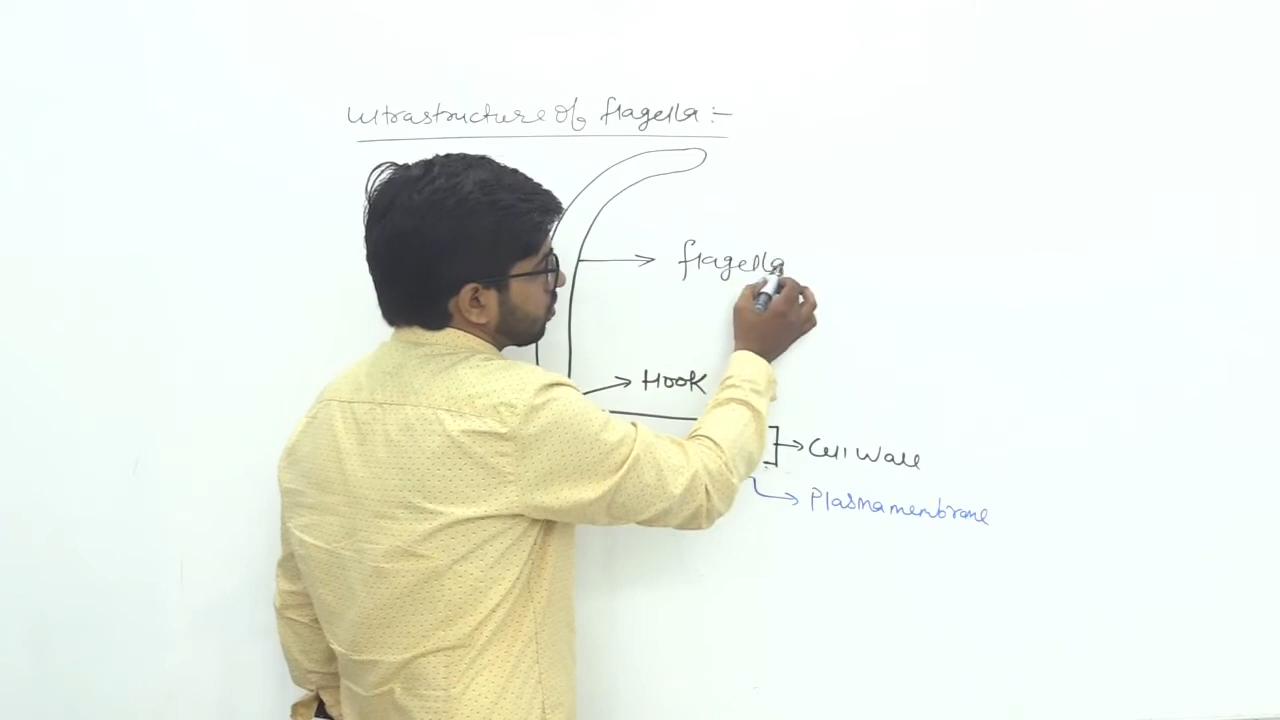 Ultrastructure of flagella :-
flagella
Hook
Cell wall
Plasmamembrane